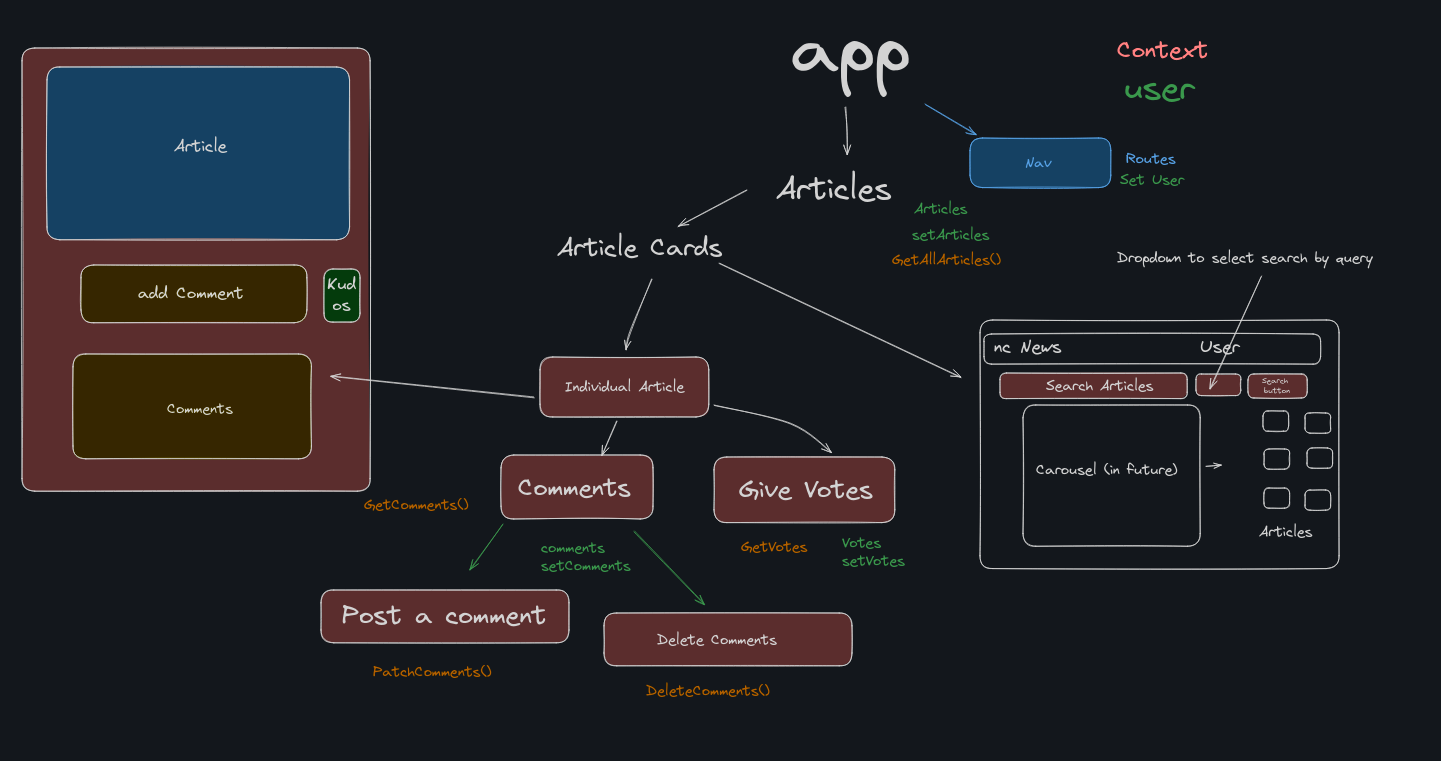 app
Context
user
Article
Nav
Routes
Set User
Articles
Articles
setArticles
GetAllArticles()
Article Cards
Dropdown to select search by query
add Comment
Kud
os
nc News
User
Search Articles
Search
button
Individual Article
Comments
Carousel (in future)
Articles
Comments
Give Votes
GetComments()
comments
setComments
GetVotes
Votes
setVotes
Post a comment
Delete Comments
PatchComments()
DeleteComments()